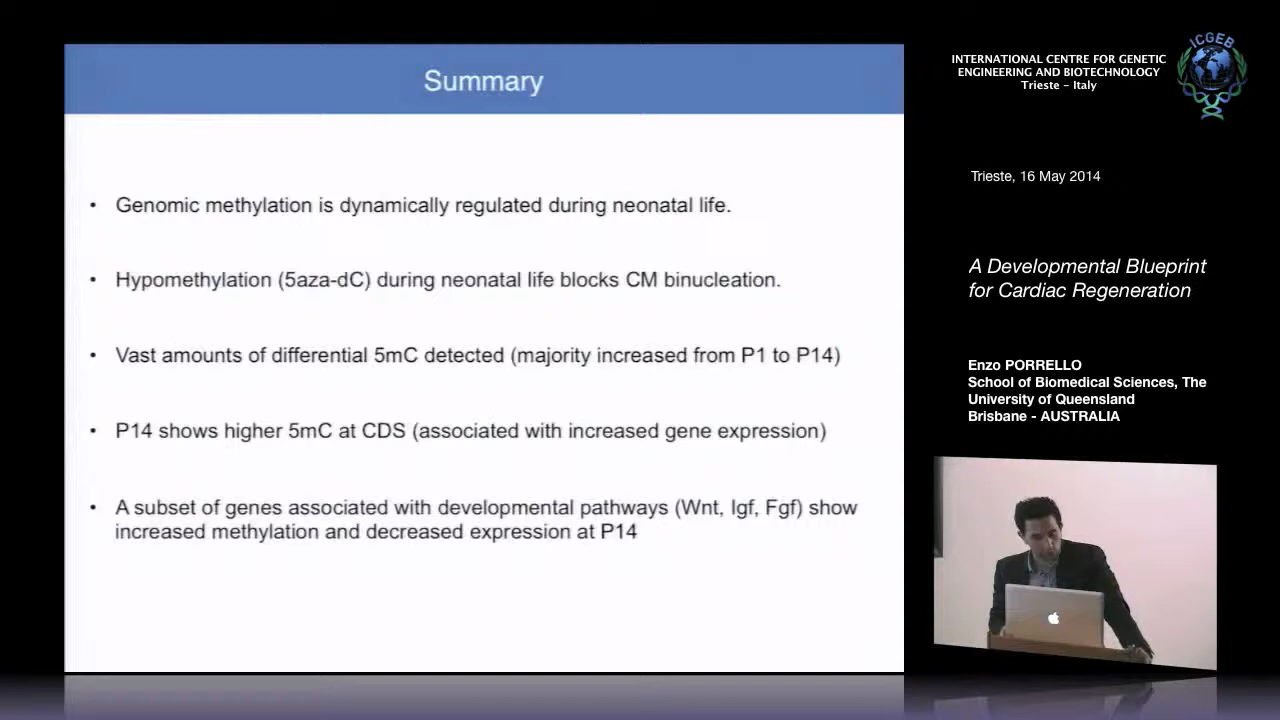 Summary
• Genomic methylation is dynamically regulated during neonatal life.
• Hypomethylation (5aza-dC) during neonatal life blocks CM binucleation.
• Vast amounts of differential 5mC detected (majority increased from P1 to P14)
• P14 shows higher 5mC at CDS (associated with increased gene expression)
• A subset of genes associated with developmental pathways (Wnt, Igf, Fgf) show
increased methylation and decreased expression at P14
INTERNATIONAL CENTRE FOR GENETIC
ENGINEERING AND BIOTECHNOLOGY
Trieste - Italy
ICGEB
Trieste, 16 May 2014
A Developmental Blueprint
for Cardiac Regeneration
Enzo PORRELLO
School of Biomedical Sciences, The
University of Queensland
Brisbane - AUSTRALIA